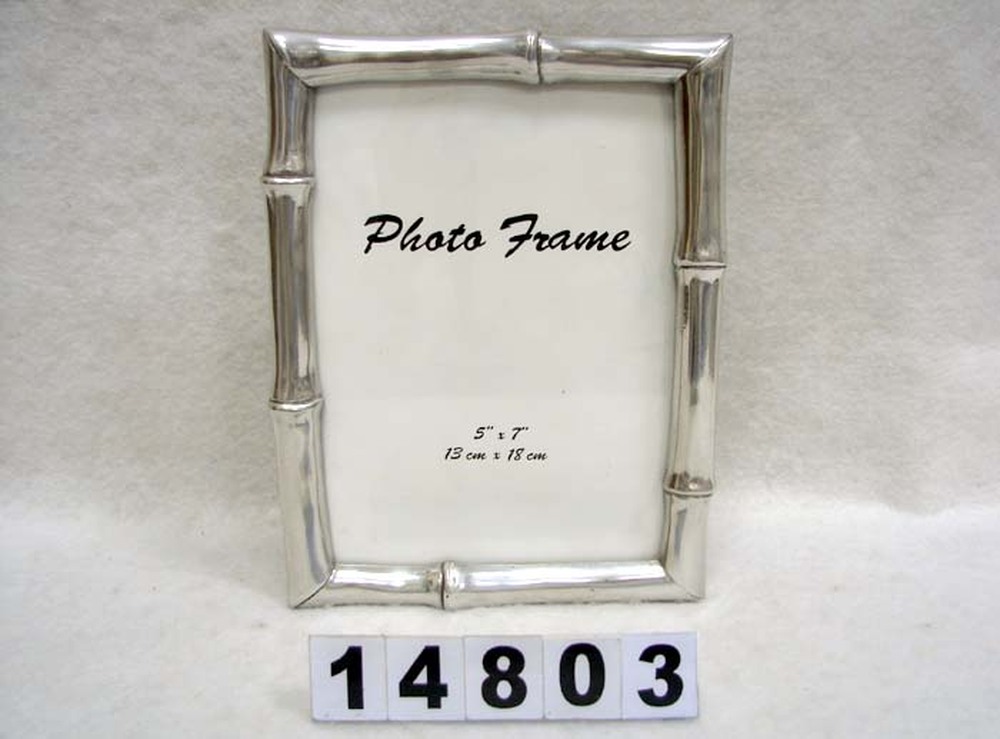 Photo Frame
5" x 7"
13 cm x 18 cm
14803